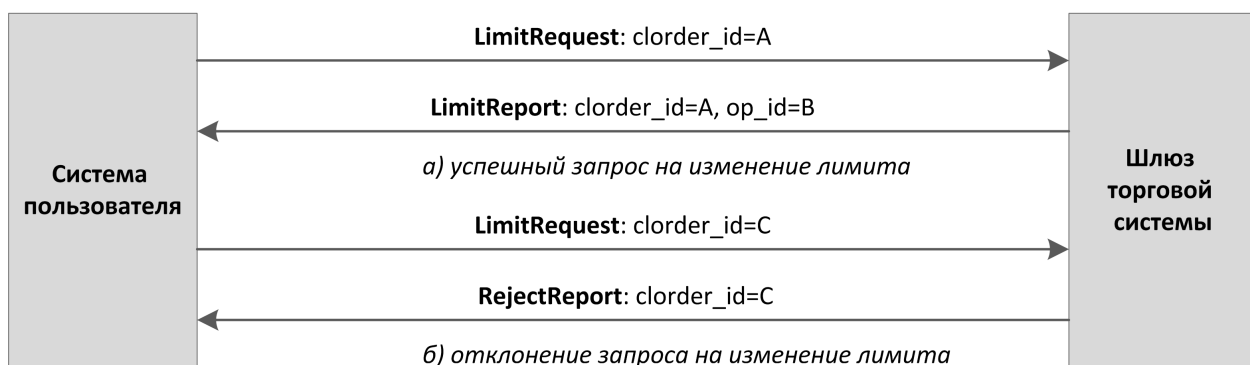 LimitRequest: clorder_id=A
LimitReport: clorder_id=A, op_id=B
а) успешный запрос на изменение лимита
Система
пользователя
Шлюз
торговой
системы
LimitRequest: clorder_id=C
RejectReport: clorder_id=C
б) отклонение запроса на изменение лимита